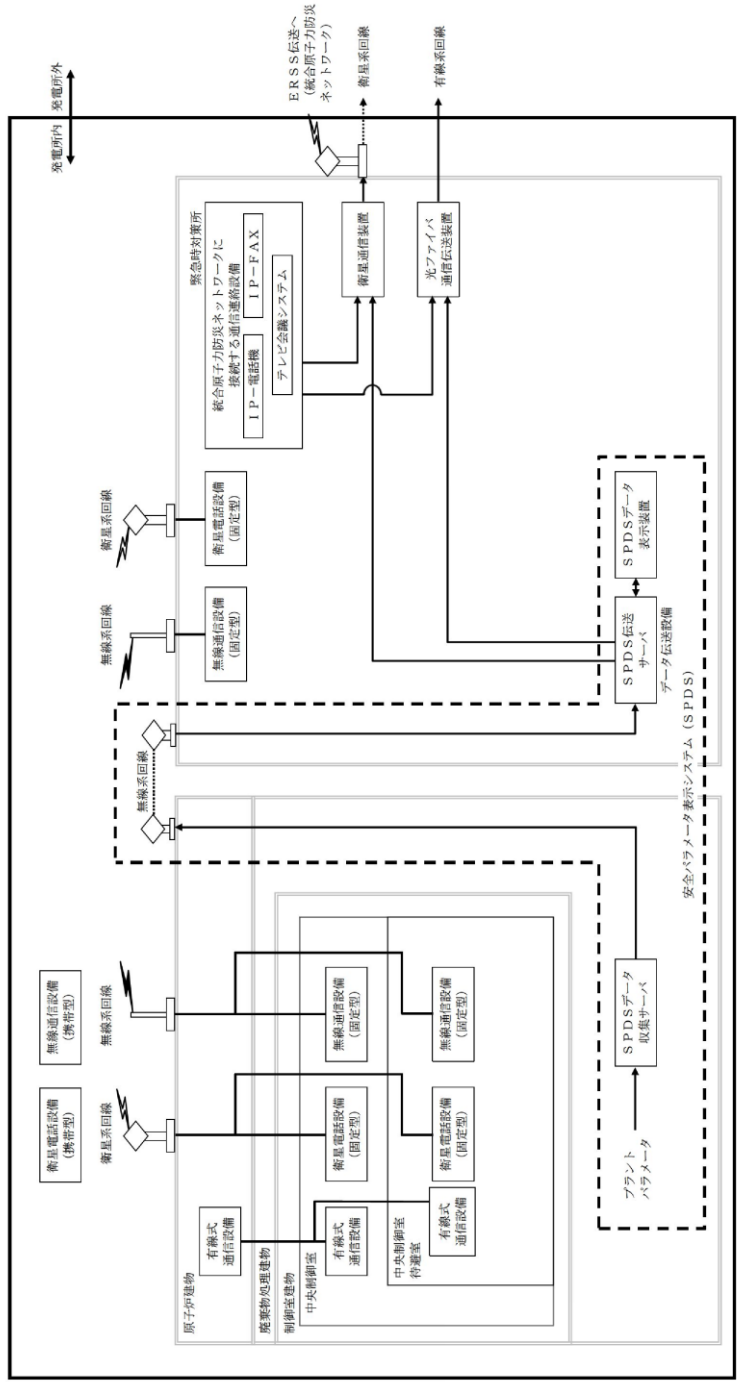 発電所内
発電所外
衛星電話設備
(携帯型)
無線通信設備
(携帯型)
衛星系回線
無線系回線
無線系回線
無線系回線
衛星系回線
ERSS伝送へ
(統合原子力防災
ネットワーク)
衛星系回線
有線系回線
原子炉建物
有線式
通信設備
廃棄物処理建物
制御室建物
中央制御室
有線式
通信設備
衛星電話設備
(固定型)
無線通信設備
(固定型)
中央制御室
待避室
有線式
通信設備
衛星電話設備
(固定型)
無線通信設備
(固定型)
プラント
パラメータ
SPDSデータ
収集サーバ
無線通信設備
(固定型)
衛星電話設備
(固定型)
緊急時対策所
統合原子力防災ネットワークに
接続する通信連絡設備
IP-電話機
IP-FAX
テレビ会議システム
衛星通信装置
光ファイバ
通信伝送装置
SPDS伝送
サーバ
SPDSデータ
表示装置
データ伝送設備
安全パラメータ表示システム(SPDS)